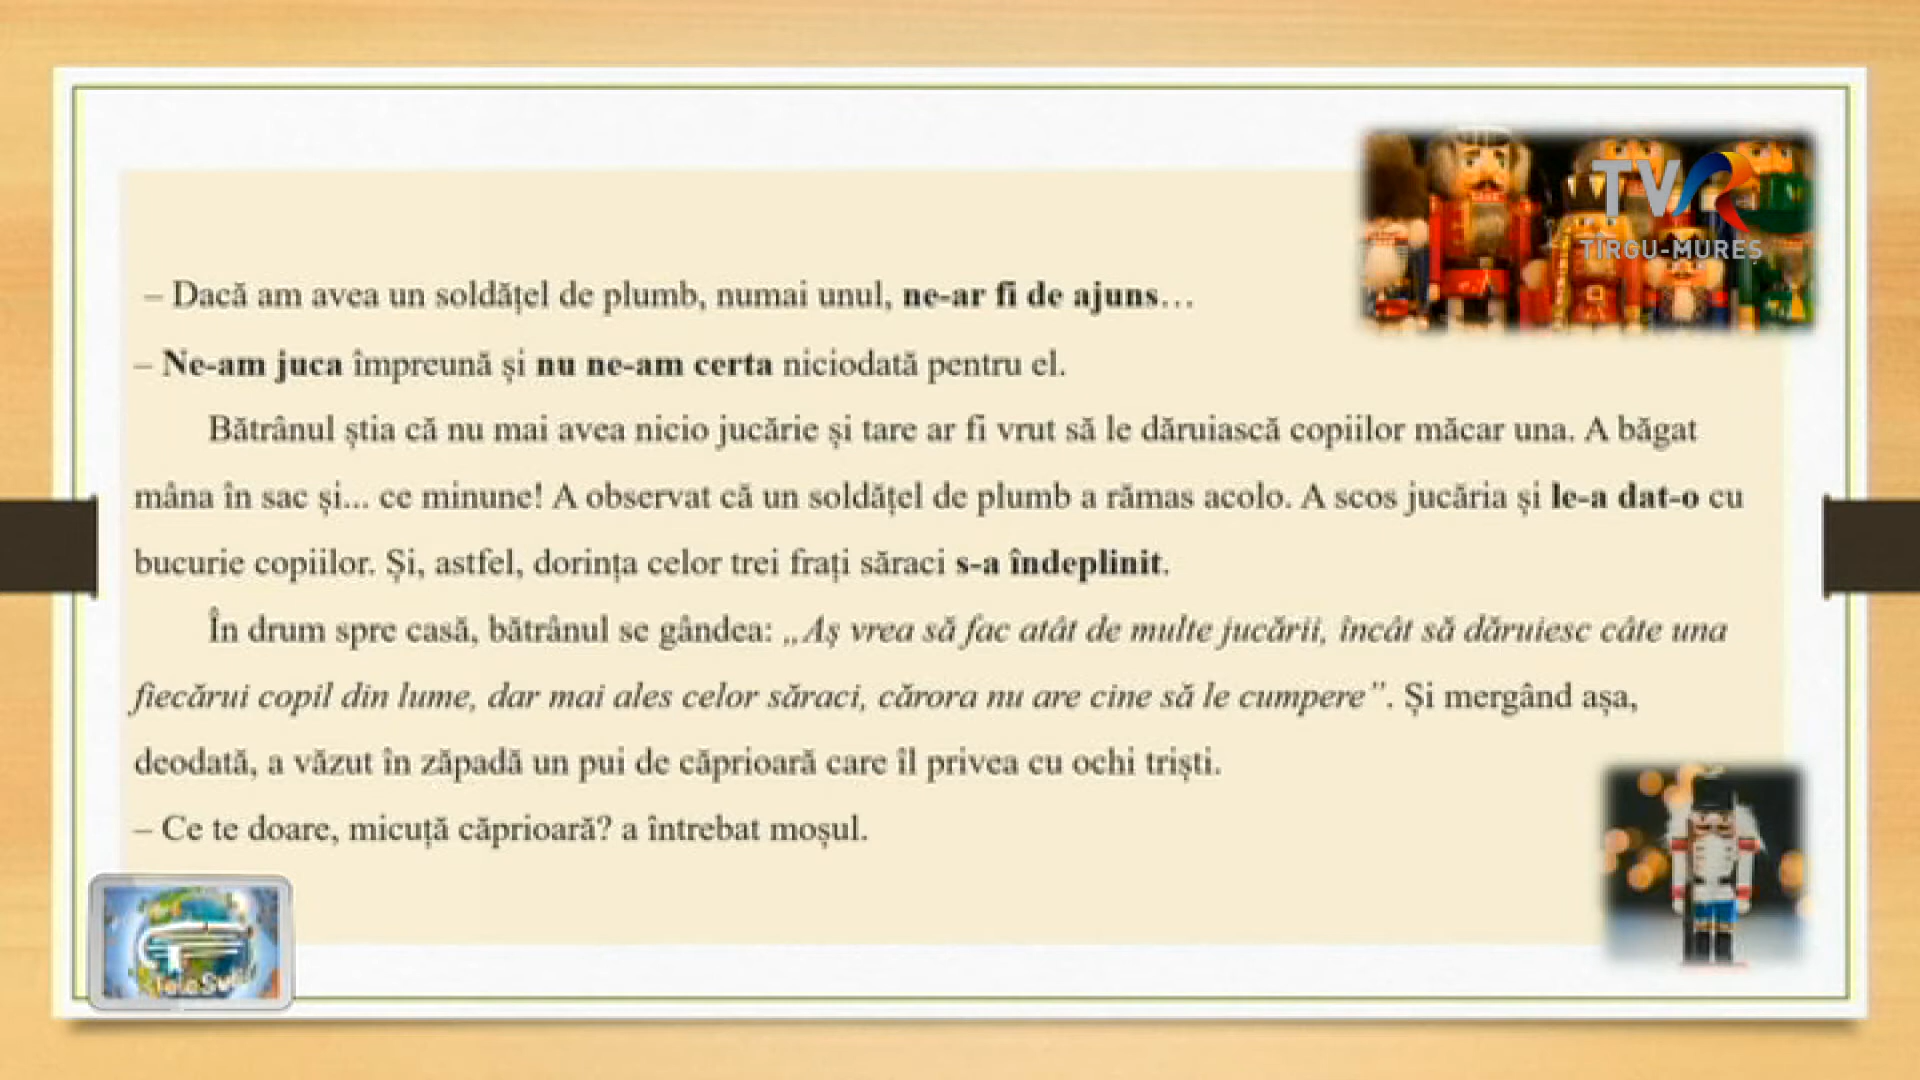 TVR
TÎRGU-MUREȘ
– Dacă am avea un soldățel de plumb, numai unul, ne-ar fi de ajuns…
– Ne-am juca împreună și nu ne-am certa niciodată pentru el.
Bătrânul știa că nu mai avea nicio jucărie și tare ar fi vrut să le dăruiască copiilor măcar una. A băgat
mâna în sac și... ce minune! A observat că un soldățel de plumb a rămas acolo. A scos jucăria și le-a dat-o cu
bucurie copiilor. Și, astfel, dorința celor trei frați săraci s-a îndeplinit.
În drum spre casă, bătrânul se gândea: „Aş vrea să fac atât de multe jucării, încât să dăruiesc câte una
fiecărui copil din lume, dar mai ales celor săraci, cărora nu are cine să le cumpere”. Și mergând așa,
deodată, a văzut în zăpadă un pui de căprioară care îl privea cu ochi triști.
– Ce te doare, micuță căprioară? a întrebat moșul.